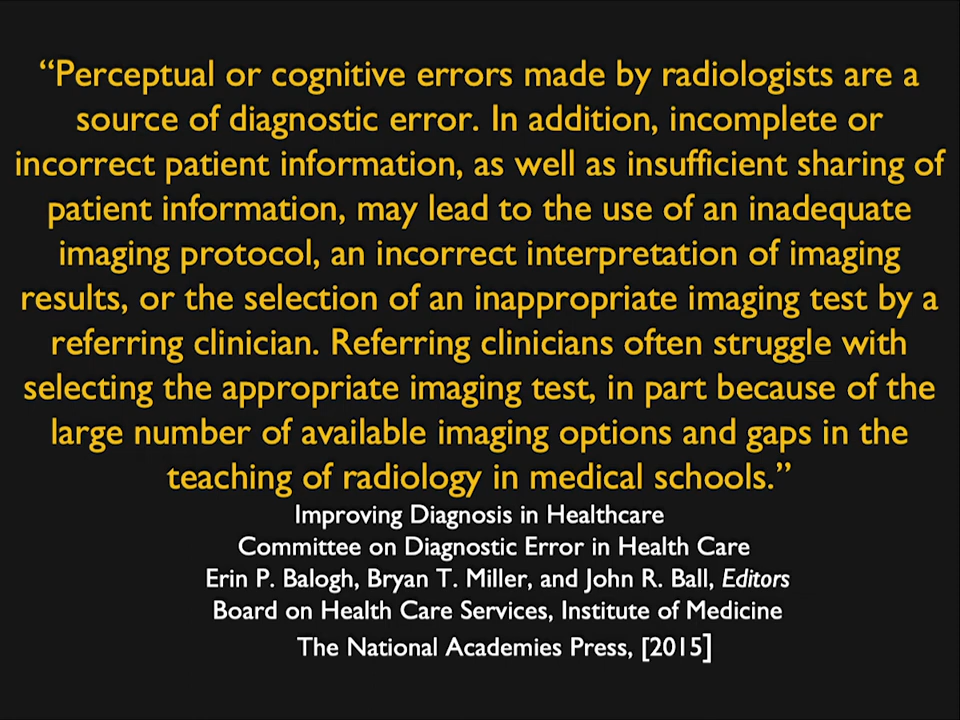 “Perceptual or cognitive errors made by radiologists are a
source of diagnostic error. In addition, incomplete or
incorrect patient information, as well as insufficient sharing of
patient information, may lead to the use of an inadequate
imaging protocol, an incorrect interpretation of imaging
results, or the selection of an inappropriate imaging test by a
referring clinician. Referring clinicians often struggle with
selecting the appropriate imaging test, in part because of the
large number of available imaging options and gaps in the
teaching of radiology in medical schools.”
Improving Diagnosis in Healthcare
Committee on Diagnostic Error in Health Care
Erin P. Balogh, Bryan T. Miller, and John R. Ball, Editors
Board on Health Care Services, Institute of Medicine
The National Academies Press, [2015]